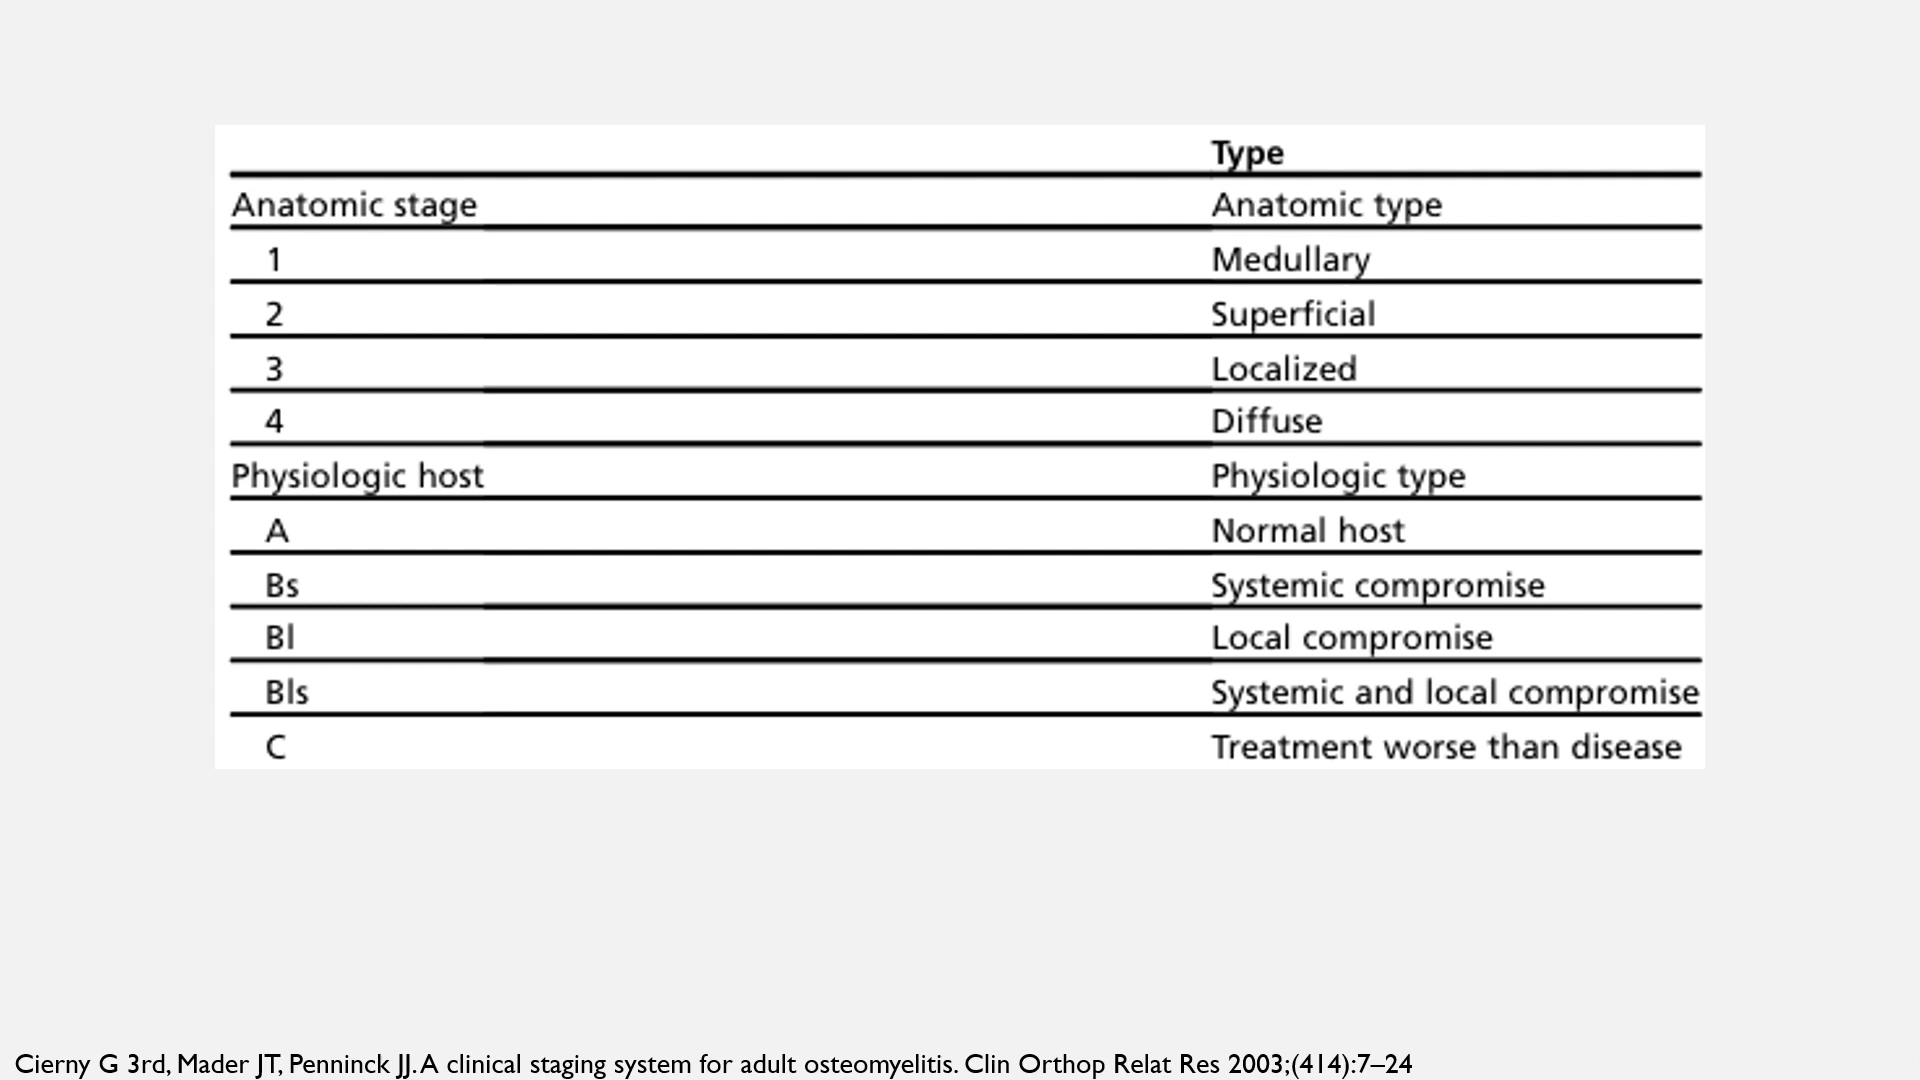 Type
Anatomic stage Anatomic type
1 Medullary
2 Superficial
3 Localized
4 Diffuse
Physiologic host Physiologic type
A Normal host
Bs Systemic compromise
Bl Local compromise
Bls Systemic and local compromise
C Treatment worse than disease
Cierny G 3rd, Mader JT, Penninck JJ. A clinical staging system for adult osteomyelitis. Clin Orthop Relat Res 2003;(414):7–24